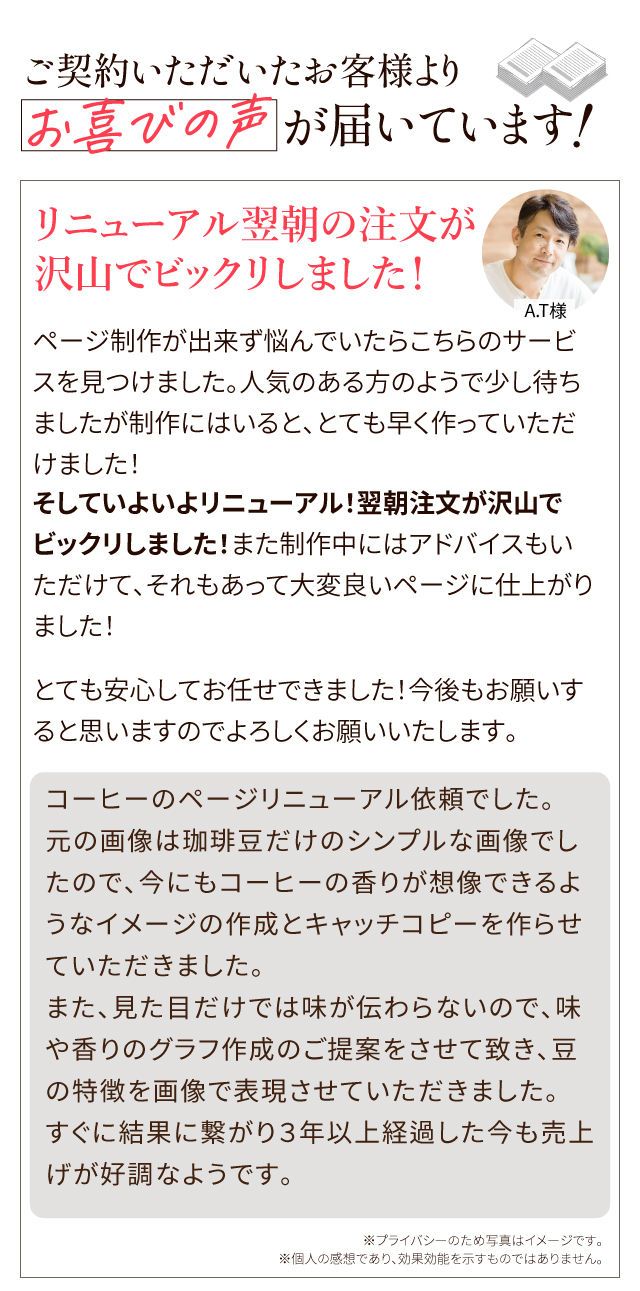 ご契約いただいたお客様より
お喜びの声が届いています!
リニューアル翌朝の注文が
沢山でビックリしました!
A.T様
ページ制作が出来ず悩んでいたらこちらのサービ
スを見つけました。人気のある方のようで少し待ち
ましたが制作にはいると、とても早く作っていただ
けました!
そしていよいよリニューアル!翌朝注文が沢山で
ビックリしました!また制作中にはアドバイスもい
ただけて、それもあって大変良いページに仕上がり
ました!
とても安心してお任せできました!今後もお願いす
ると思いますのでよろしくお願いいたします。
コーヒーのページリニューアル依頼でした。
元の画像は珈琲豆だけのシンプルな画像でし
たので、今にもコーヒーの香りが想像できるよ
うなイメージの作成とキャッチコピーを作らせ
ていただきました。
また、見た目だけでは味が伝わらないので、味
や香りのグラフ作成のご提案をさせて致き、豆
の特徴を画像で表現させていただきました。
すぐに結果に繋がり3年以上経過した今も売上
げが好調なようです。
※プライバシーのため写真はイメージです。
※個人の感想であり、効果効能を示すものではありません。